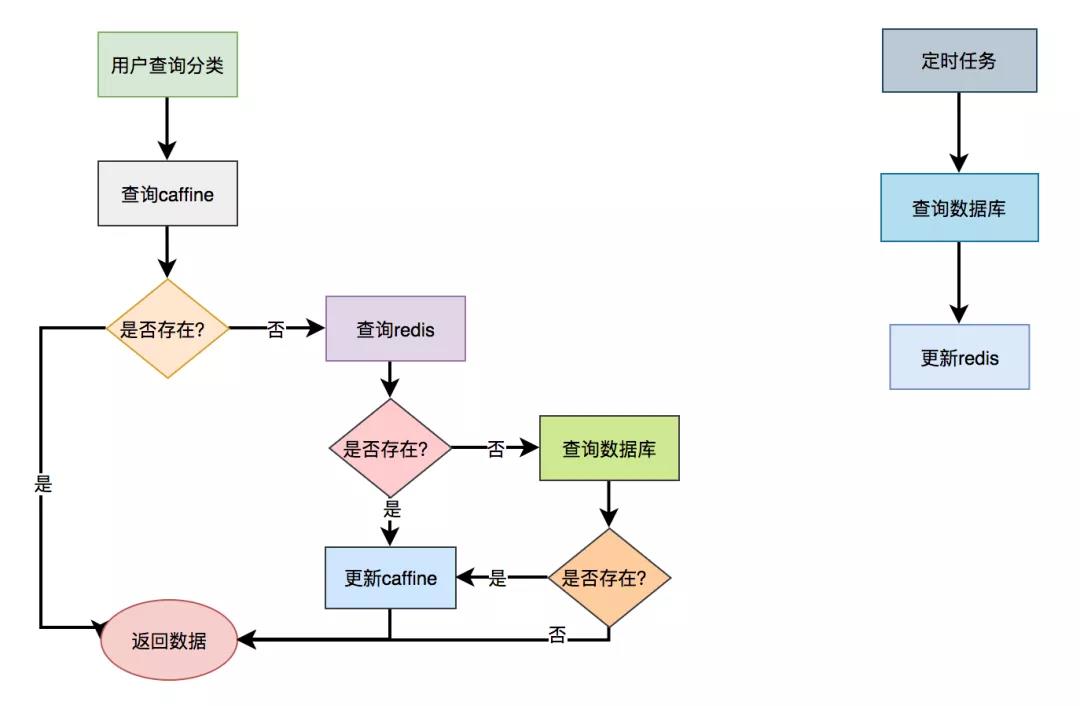 用户查询分类
定时任务
查询caffine
查询数据库
是否存在?
否
查询redis
更新redis
是否存在?
否
查询数据库
是
是
更新caffine
是
是否存在?
返回数据
否